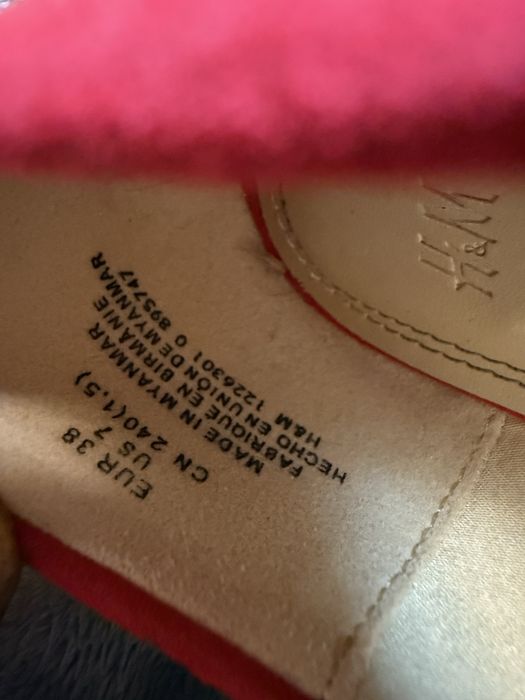 H&M
EUR 38
US 7
CN 240(1,5)
MADE IN MYANMAR
FABRIQUÉ EN BIRMANIE
HECHO EN UNIÓN DE MYANMAR
H&M 1226301 0 895747